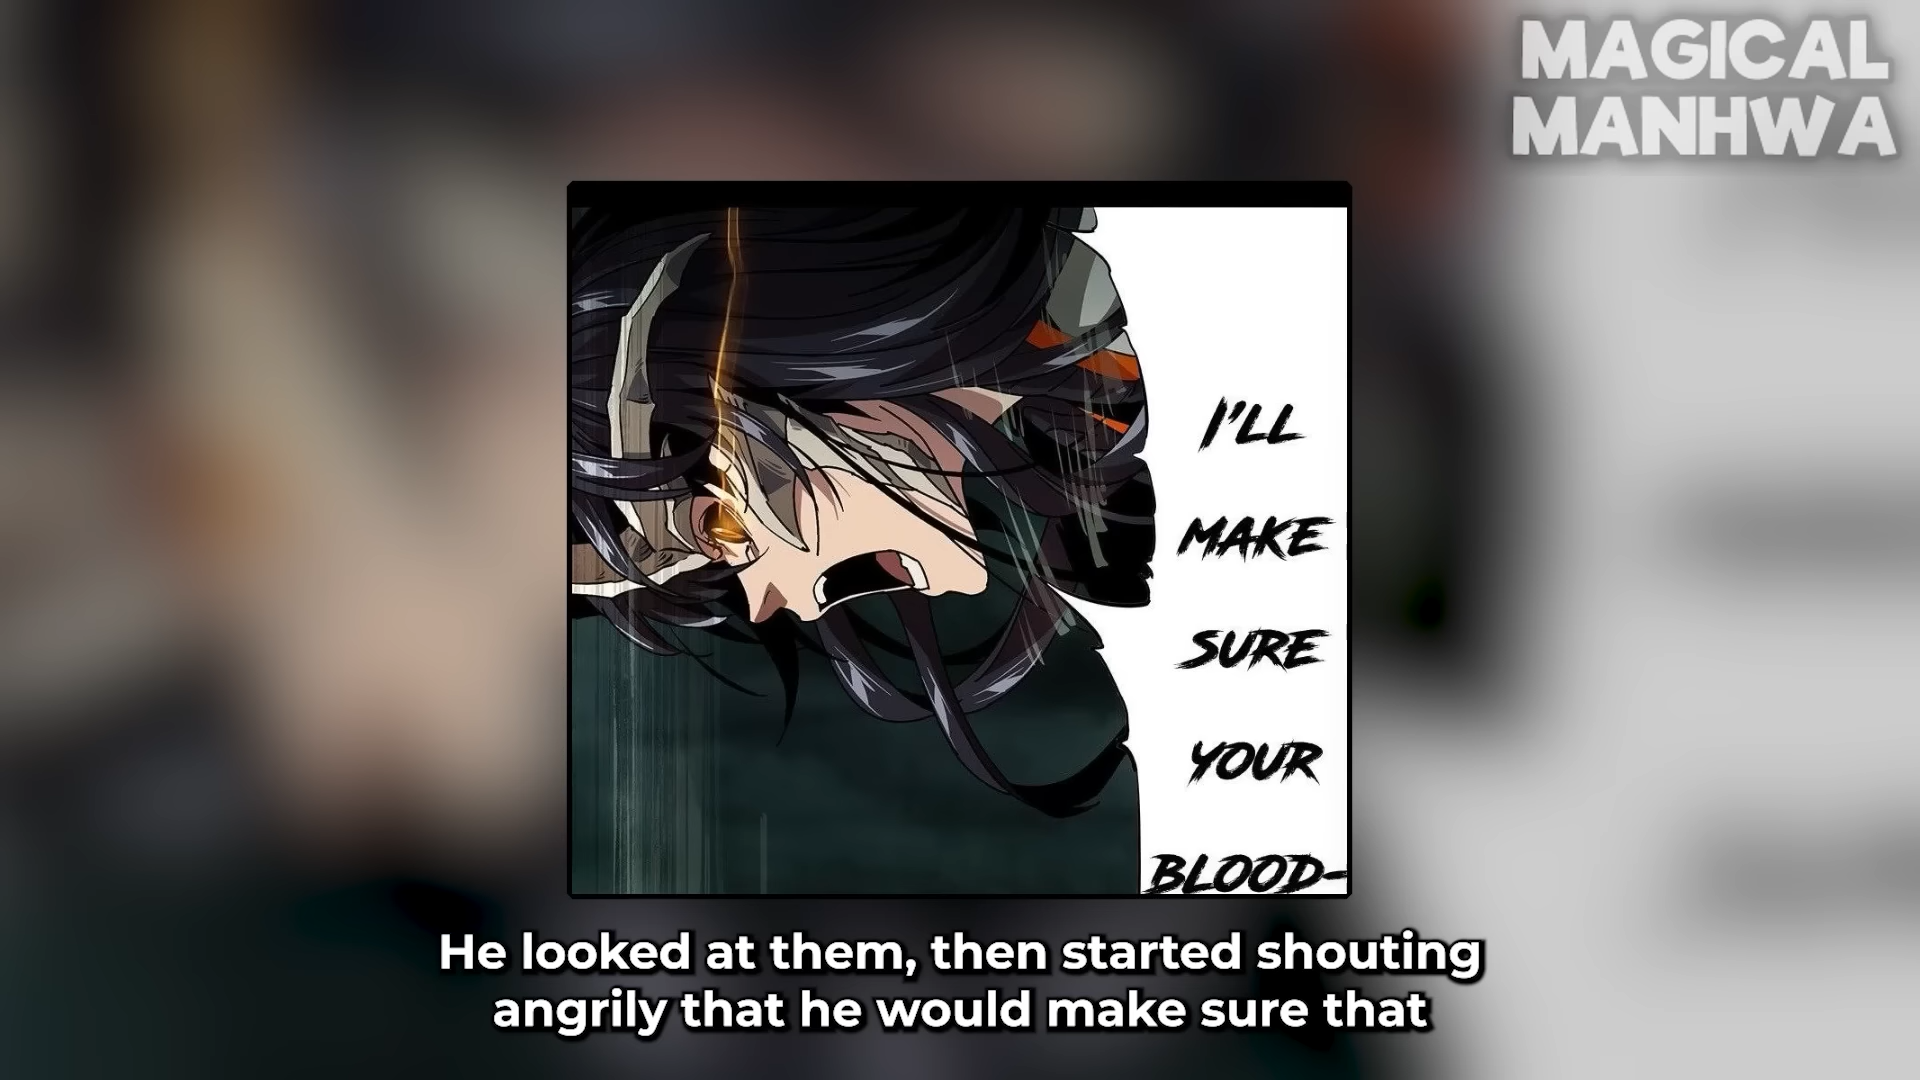 MAGICAL
MANHWA
I'LL
MAKE
SURE
YOUR
BLOOD-
He looked at them, then started shouting
angrily that he would make sure that